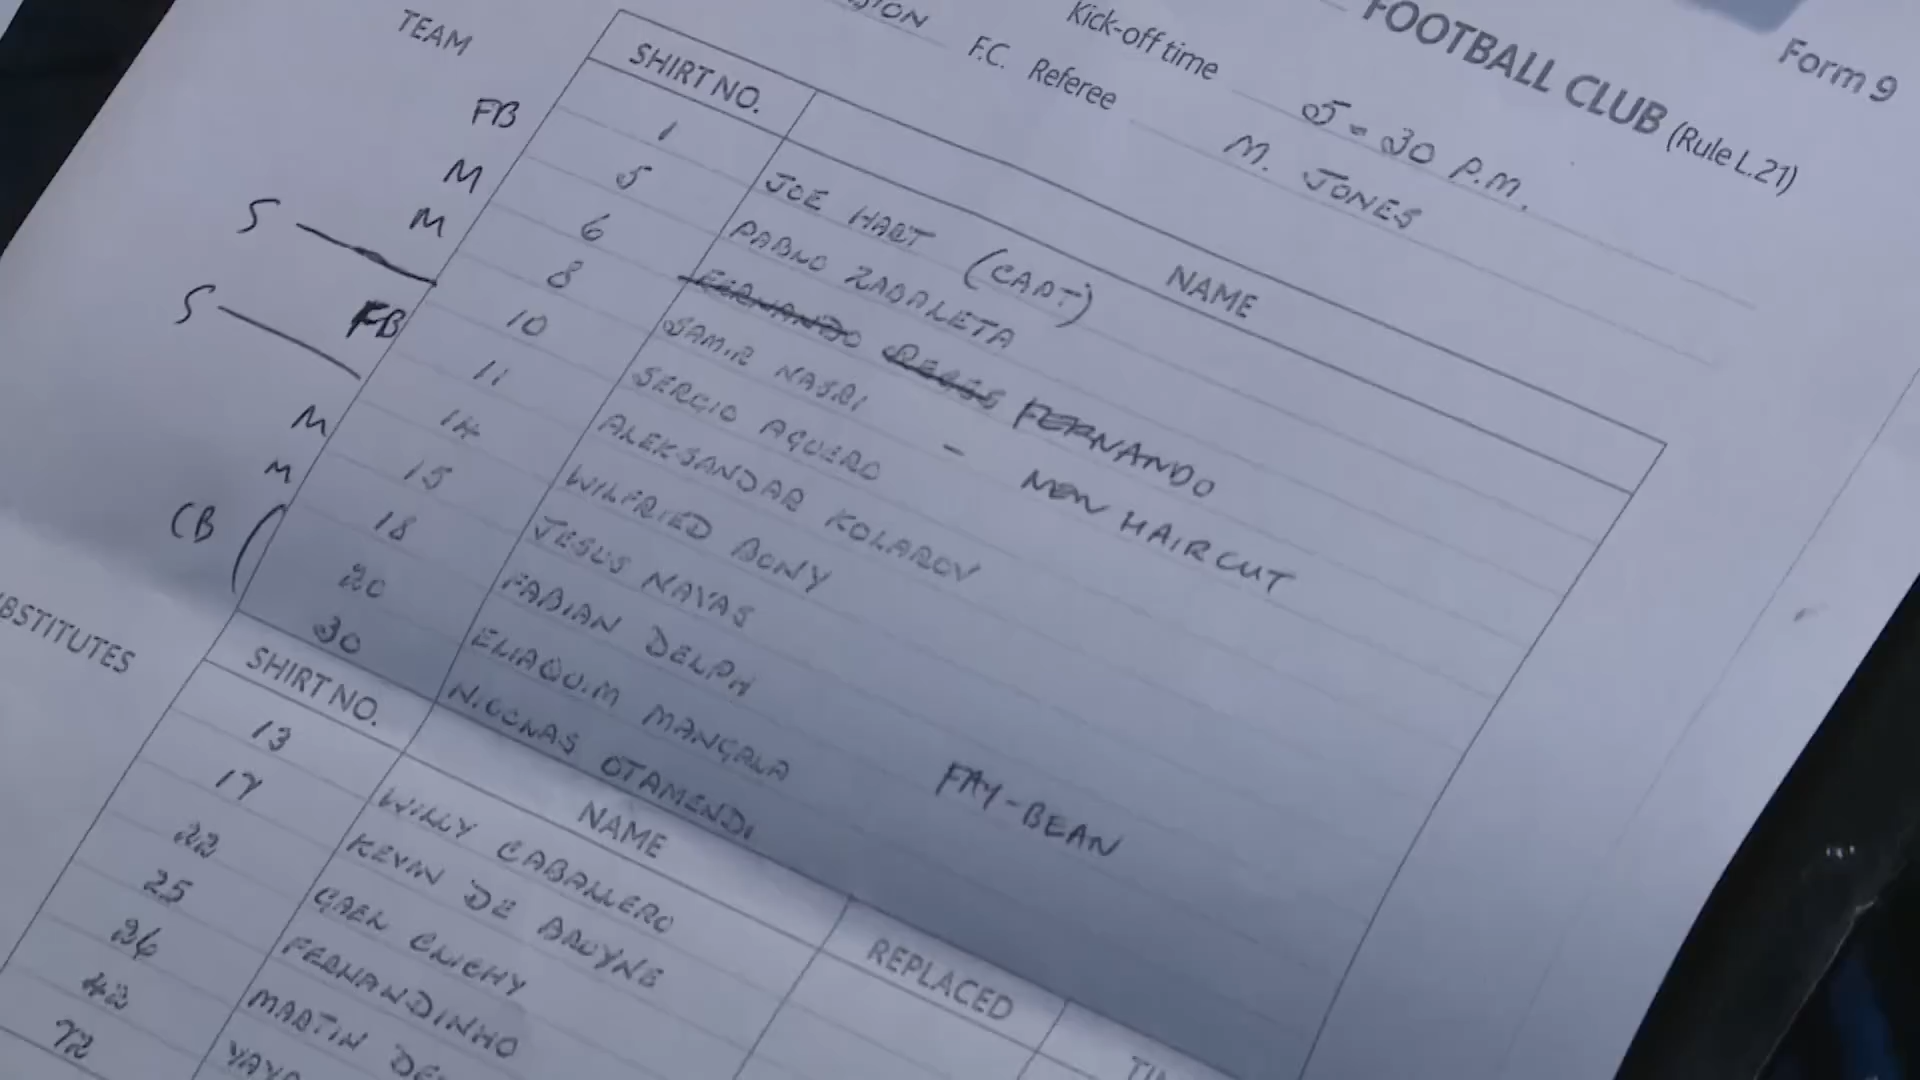 Form 9
FOOTBALL CLUB (Rule L.21)
Kick-off time 5-30 P.M.
F.C. Referee M. JONES
TEAM
SHIRT NO. NAME
FB 1 JOE HART (CAPT)
M 5 PABLO ZABALETA
M 6 FERNANDO REGES FERNANDO
S 8 SAMIR NASRI - NEW HAIRCUT
FB 10 SERGIO AGUERO
S 11 ALEKSANDAR KOLAROV
M 14 WILFRIED BONY
M 15 JESUS NAVAS
CB ( 18 FABIAN DELPH FAY-BEAN
20 ELIAQUIM MANGALA
30 NICOLAS OTAMENDI
SHIRT NO. NAME REPLACED
13 WILLY CABALLERO
17 KEVIN DE BRUYNE
22 GAEL CLICHY
25 FERNANDINHO
26 MARTIN
42 YAYA
72